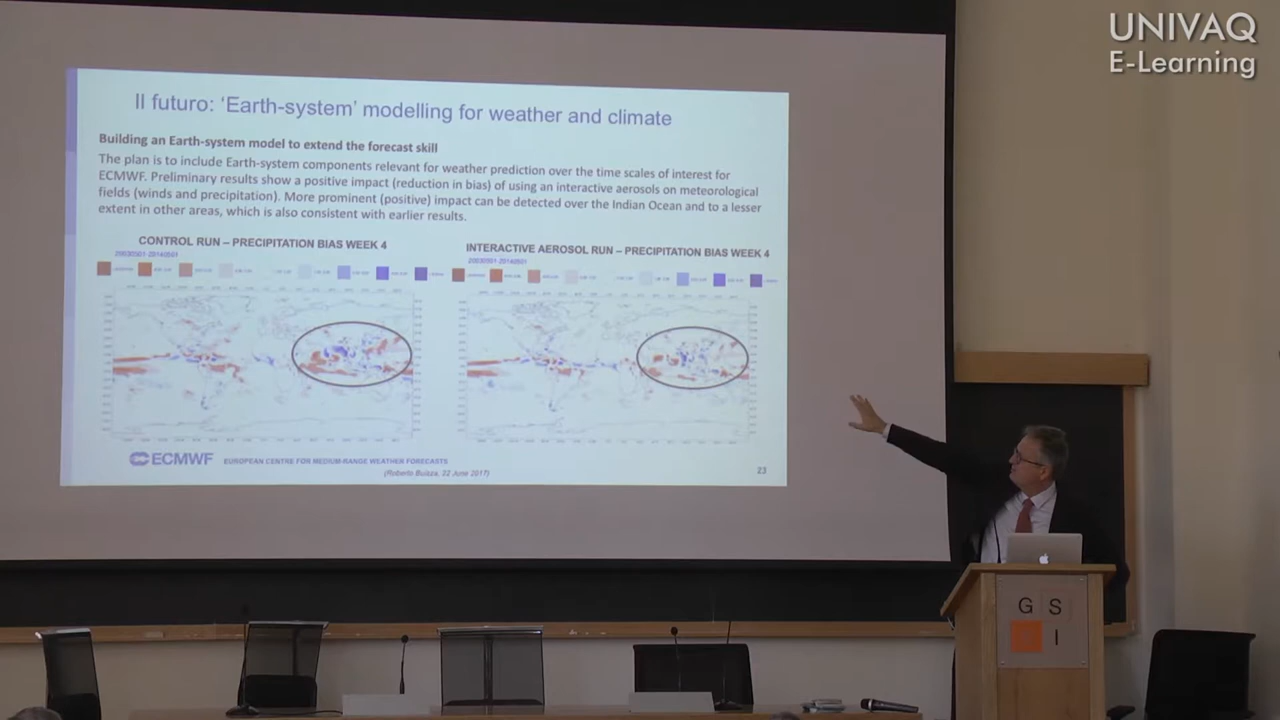 UNIVAQ
E-Learning
Il futuro: ‘Earth-system’ modelling for weather and climate
Building an Earth-system model to extend the forecast skill
The plan is to include Earth-system components relevant for weather prediction over the time scales of interest for
ECMWF. Preliminary results show a positive impact (reduction in bias) of using an interactive aerosols on meteorological
fields (winds and precipitation). More prominent (positive) impact can be detected over the Indian Ocean and to a lesser
extent in other areas, which is also consistent with earlier results.
CONTROL RUN – PRECIPITATION BIAS WEEK 4
20030501-20140501
INTERACTIVE AEROSOL RUN – PRECIPITATION BIAS WEEK 4
20030501-20140501
ECMWF EUROPEAN CENTRE FOR MEDIUM-RANGE WEATHER FORECASTS
(Roberto Buizza, 22 June 2017)
23
G S
I